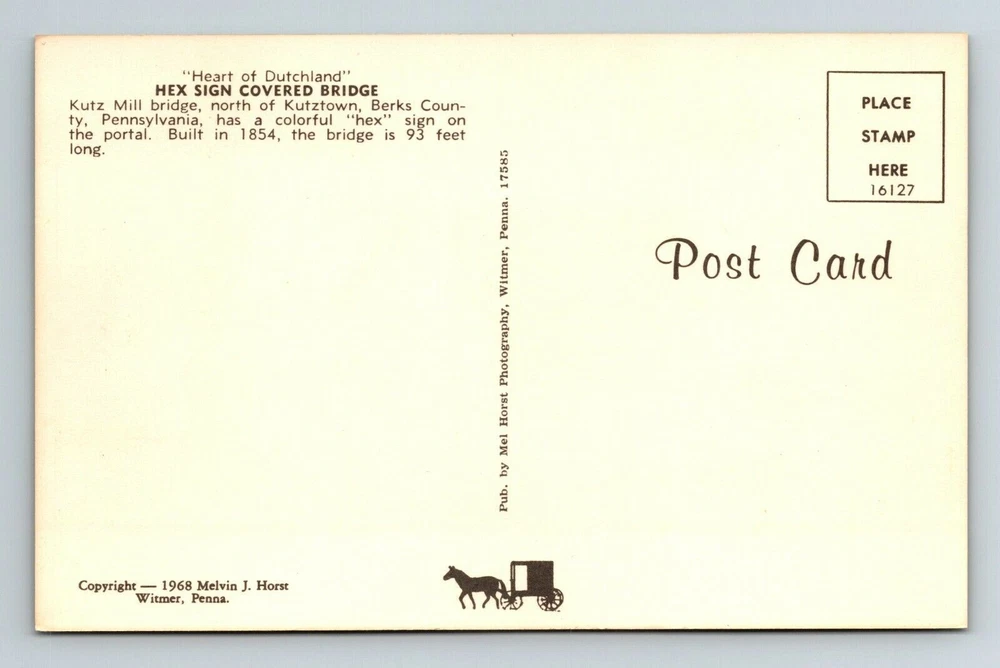 "Heart of Dutchland"
HEX SIGN COVERED BRIDGE
Kutz Mill bridge, north of Kutztown, Berks Coun-
ty, Pennsylvania, has a colorful "hex" sign on
the portal. Built in 1854, the bridge is 93 feet
long.
Pub. by Mel Horst Photography, Witmer, Penna. 17585
PLACE
STAMP
HERE
16127
Post Card
Copyright — 1968 Melvin J. Horst
Witmer, Penna.